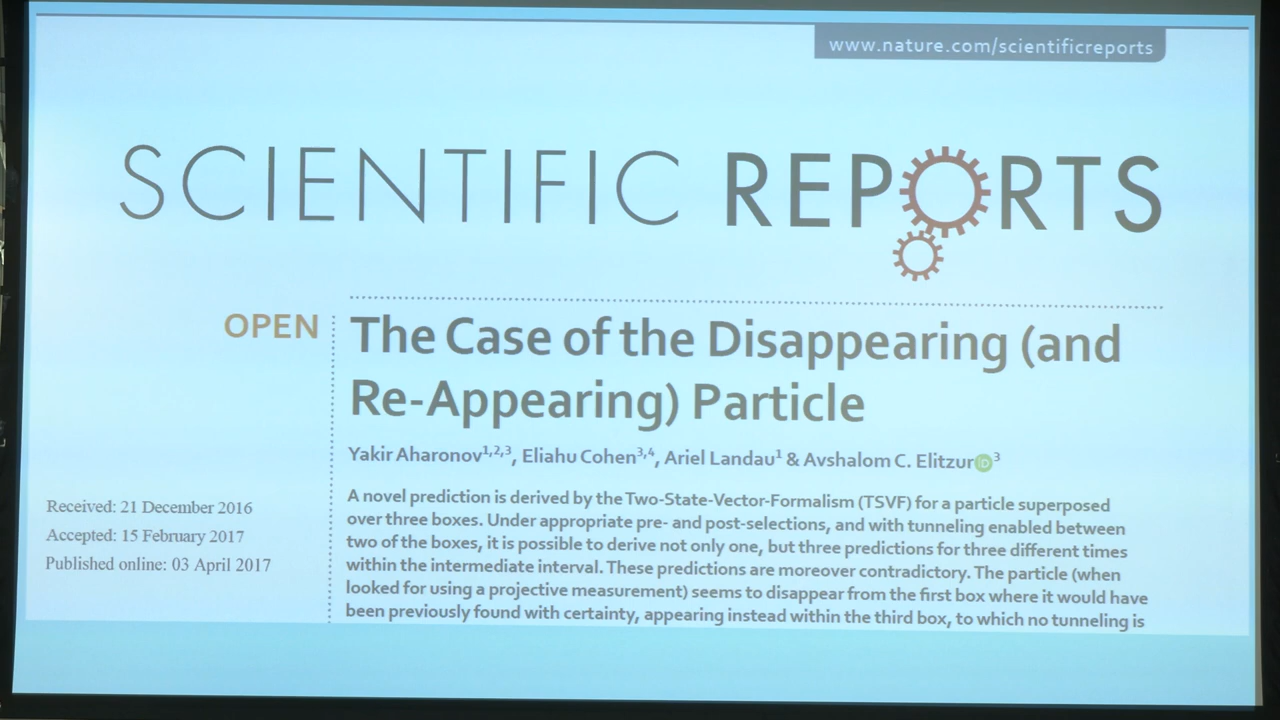 www.nature.com/scientificreports
SCIENTIFIC REPORTS
OPEN
The Case of the Disappearing (and
Re-Appearing) Particle
Yakir Aharonov1,2,3, Eliahu Cohen3,4, Ariel Landau1 & Avshalom C. Elitzur iD 3
Received: 21 December 2016
Accepted: 15 February 2017
Published online: 03 April 2017
A novel prediction is derived by the Two-State-Vector-Formalism (TSVF) for a particle superposed
over three boxes. Under appropriate pre- and post-selections, and with tunneling enabled between
two of the boxes, it is possible to derive not only one, but three predictions for three different times
within the intermediate interval. These predictions are moreover contradictory. The particle (when
looked for using a projective measurement) seems to disappear from the first box where it would have
been previously found with certainty, appearing instead within the third box, to which no tunneling is